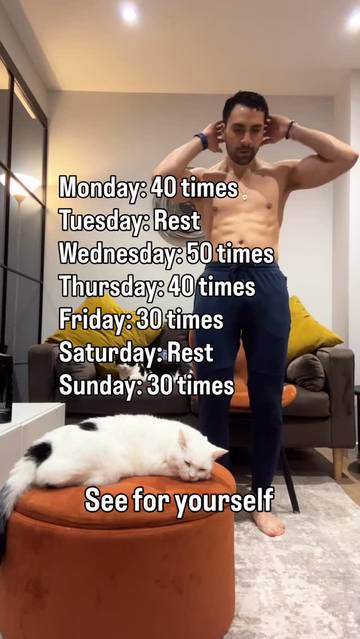 Monday: 40 times
Tuesday: Rest
Wednesday: 50 times
Thursday: 40 times
Friday: 30 times
Saturday: Rest
Sunday: 30 times
See for yourself